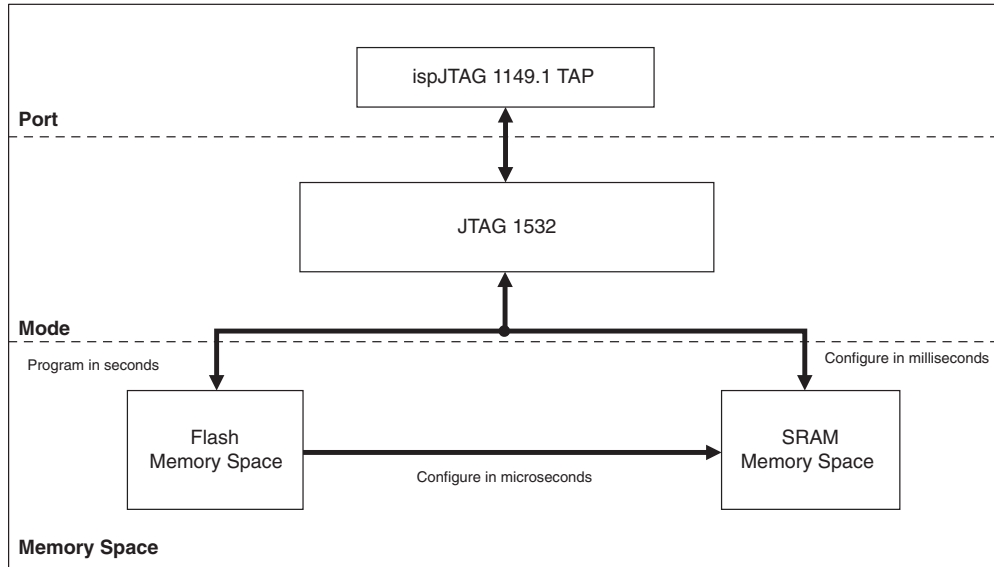 ispJTAG 1149.1 TAP
Port
JTAG 1532
Mode
Program in seconds
Configure in milliseconds
Flash
Memory Space
SRAM
Memory Space
Configure in microseconds
Memory Space